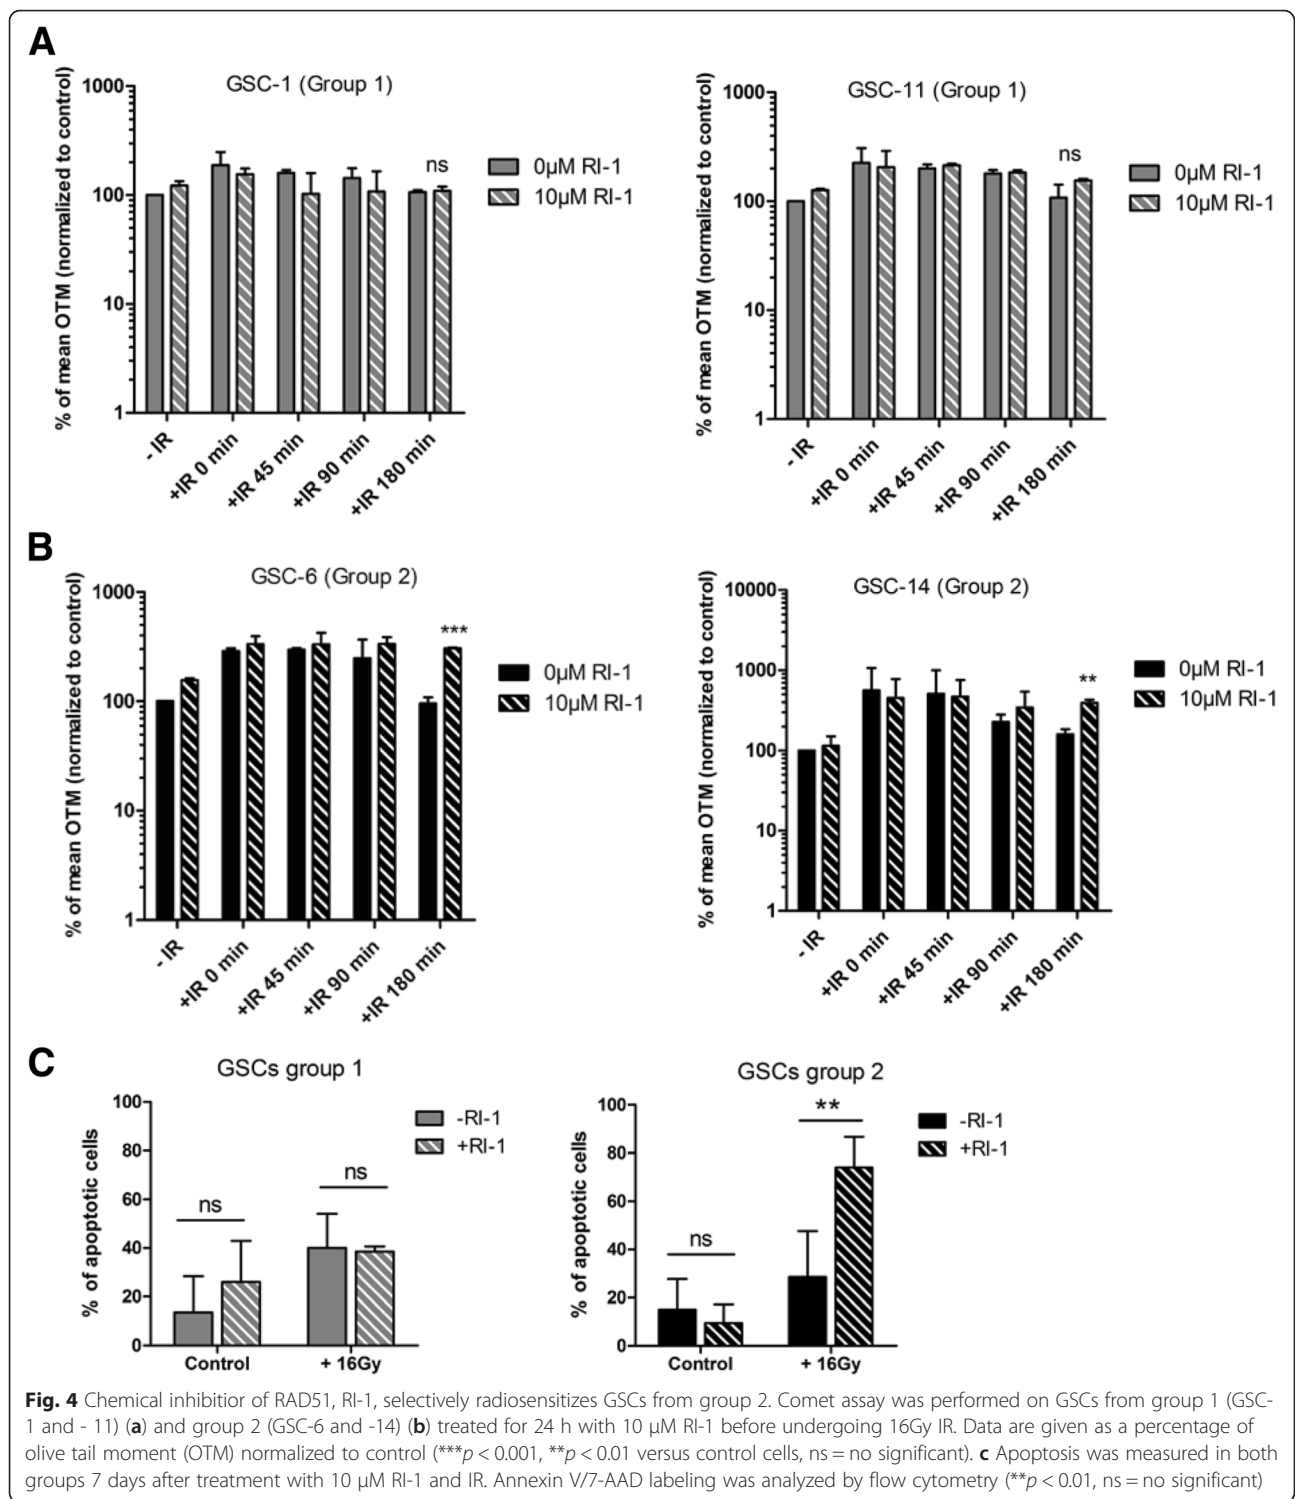 A
GSC-1 (Group 1)
% of mean OTM (normalized to control)
1000
100
10
1
ns
0µM RI-1
10µM RI-1
- IR
+IR 0 min
+IR 45 min
+IR 90 min
+IR 180 min
GSC-11 (Group 1)
% of mean OTM (normalized to control)
1000
100
10
1
ns
0µM RI-1
10µM RI-1
- IR
+IR 0 min
+IR 45 min
+IR 90 min
+IR 180 min
B
GSC-6 (Group 2)
% of mean OTM (normalized to control)
1000
100
10
1
***
0µM RI-1
10µM RI-1
- IR
+IR 0 min
+IR 45 min
+IR 90 min
+IR 180 min
GSC-14 (Group 2)
% of mean OTM (normalized to control)
10000
1000
100
10
1
**
0µM RI-1
10µM RI-1
- IR
+IR 0 min
+IR 45 min
+IR 90 min
+IR 180 min
C
GSCs group 1
% of apoptotic cells
100
80
60
40
20
0
ns
ns
-RI-1
+RI-1
Control
+ 16Gy
GSCs group 2
% of apoptotic cells
100
80
60
40
20
0
ns
**
-RI-1
+RI-1
Control
+ 16Gy
Fig. 4 Chemical inhibitior of RAD51, RI-1, selectively radiosensitizes GSCs from group 2. Comet assay was performed on GSCs from group 1 (GSC-
1 and - 11) (a) and group 2 (GSC-6 and -14) (b) treated for 24 h with 10 µM RI-1 before undergoing 16Gy IR. Data are given as a percentage of
olive tail moment (OTM) normalized to control (***p < 0.001, **p < 0.01 versus control cells, ns = no significant). c Apoptosis was measured in both
groups 7 days after treatment with 10 µM RI-1 and IR. Annexin V/7-AAD labeling was analyzed by flow cytometry (**p < 0.01, ns = no significant)